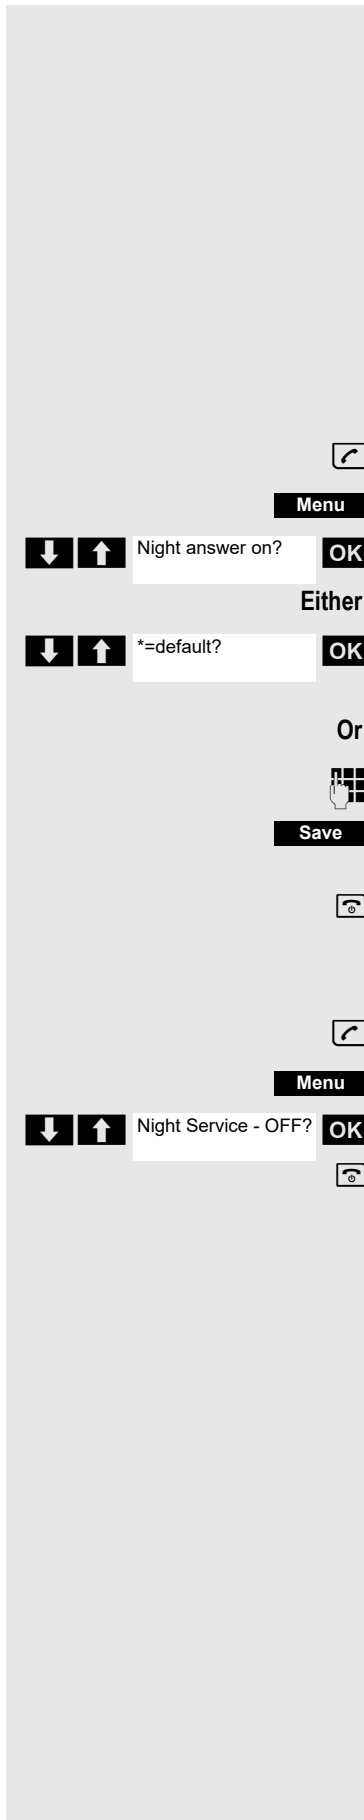 Menu
Night answer on? OK
Either
*=default? OK
Or
Save
Menu
Night Service - OFF? OK